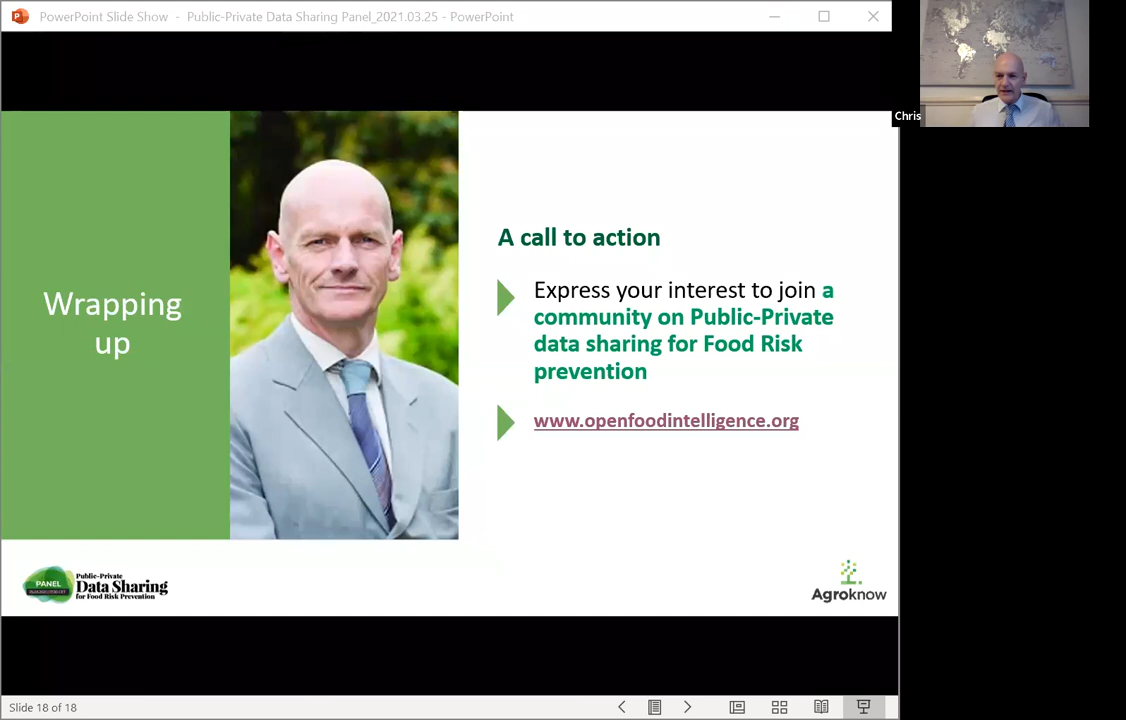 PowerPoint Slide Show - Public-Private Data Sharing Panel_2021.03.25 - PowerPoint
Chris
Wrapping
up
A call to action
Express your interest to join a
community on Public-Private
data sharing for Food Risk
prevention
www.openfoodintelligence.org
PANEL
Public-Private
Data Sharing
for Food Risk Prevention
Agroknow
Slide 18 of 18